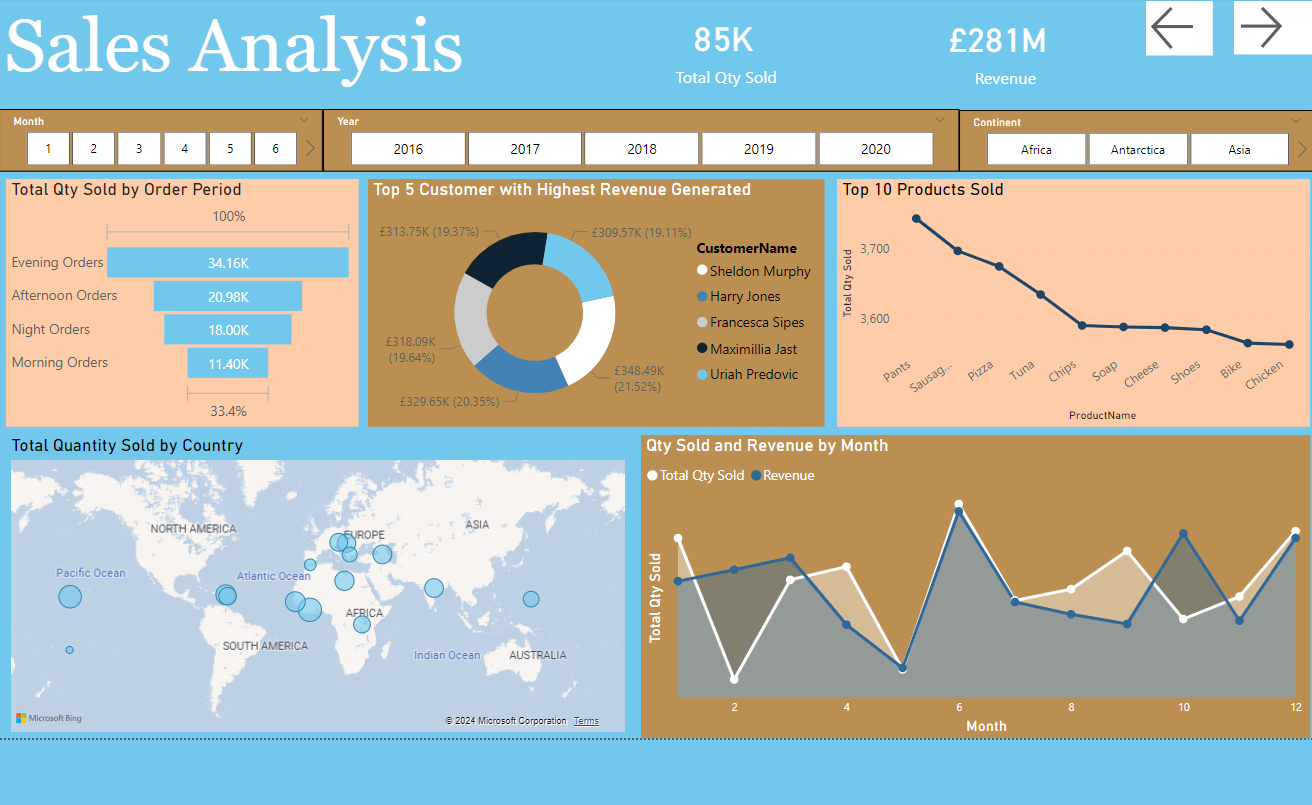 Sales Analysis
85K
Total Qty Sold
£281M
Revenue
Month
1 2 3 4 5 6
Year
2016 2017 2018 2019 2020
Continent
Africa Antarctica Asia
Total Qty Sold by Order Period
100%
Evening Orders 34.16K
Afternoon Orders 20.98K
Night Orders 18.00K
Morning Orders 11.40K
33.4%
Top 5 Customer with Highest Revenue Generated
£313.75K (19.37%)
£309.57K (19.11%)
£318.09K
(19.64%)
£348.49K
(21.52%)
£329.65K (20.35%)
CustomerName
Sheldon Murphy
Harry Jones
Francesca Sipes
Maximillia Jast
Uriah Predovic
Top 10 Products Sold
Total Qty Sold
3,700
3,600
Pants Sausag... Pizza Tuna Chips Soap Cheese Shoes Bike Chicken
ProductName
Total Quantity Sold by Country
NORTH AMERICA
EUROPE
ASIA
Pacific Ocean
Atlantic Ocean
AFRICA
SOUTH AMERICA
Indian Ocean
AUSTRALIA
Microsoft Bing
© 2024 Microsoft Corporation Terms
Qty Sold and Revenue by Month
Total Qty Sold Revenue
Total Qty Sold
2 4 6 8 10 12
Month